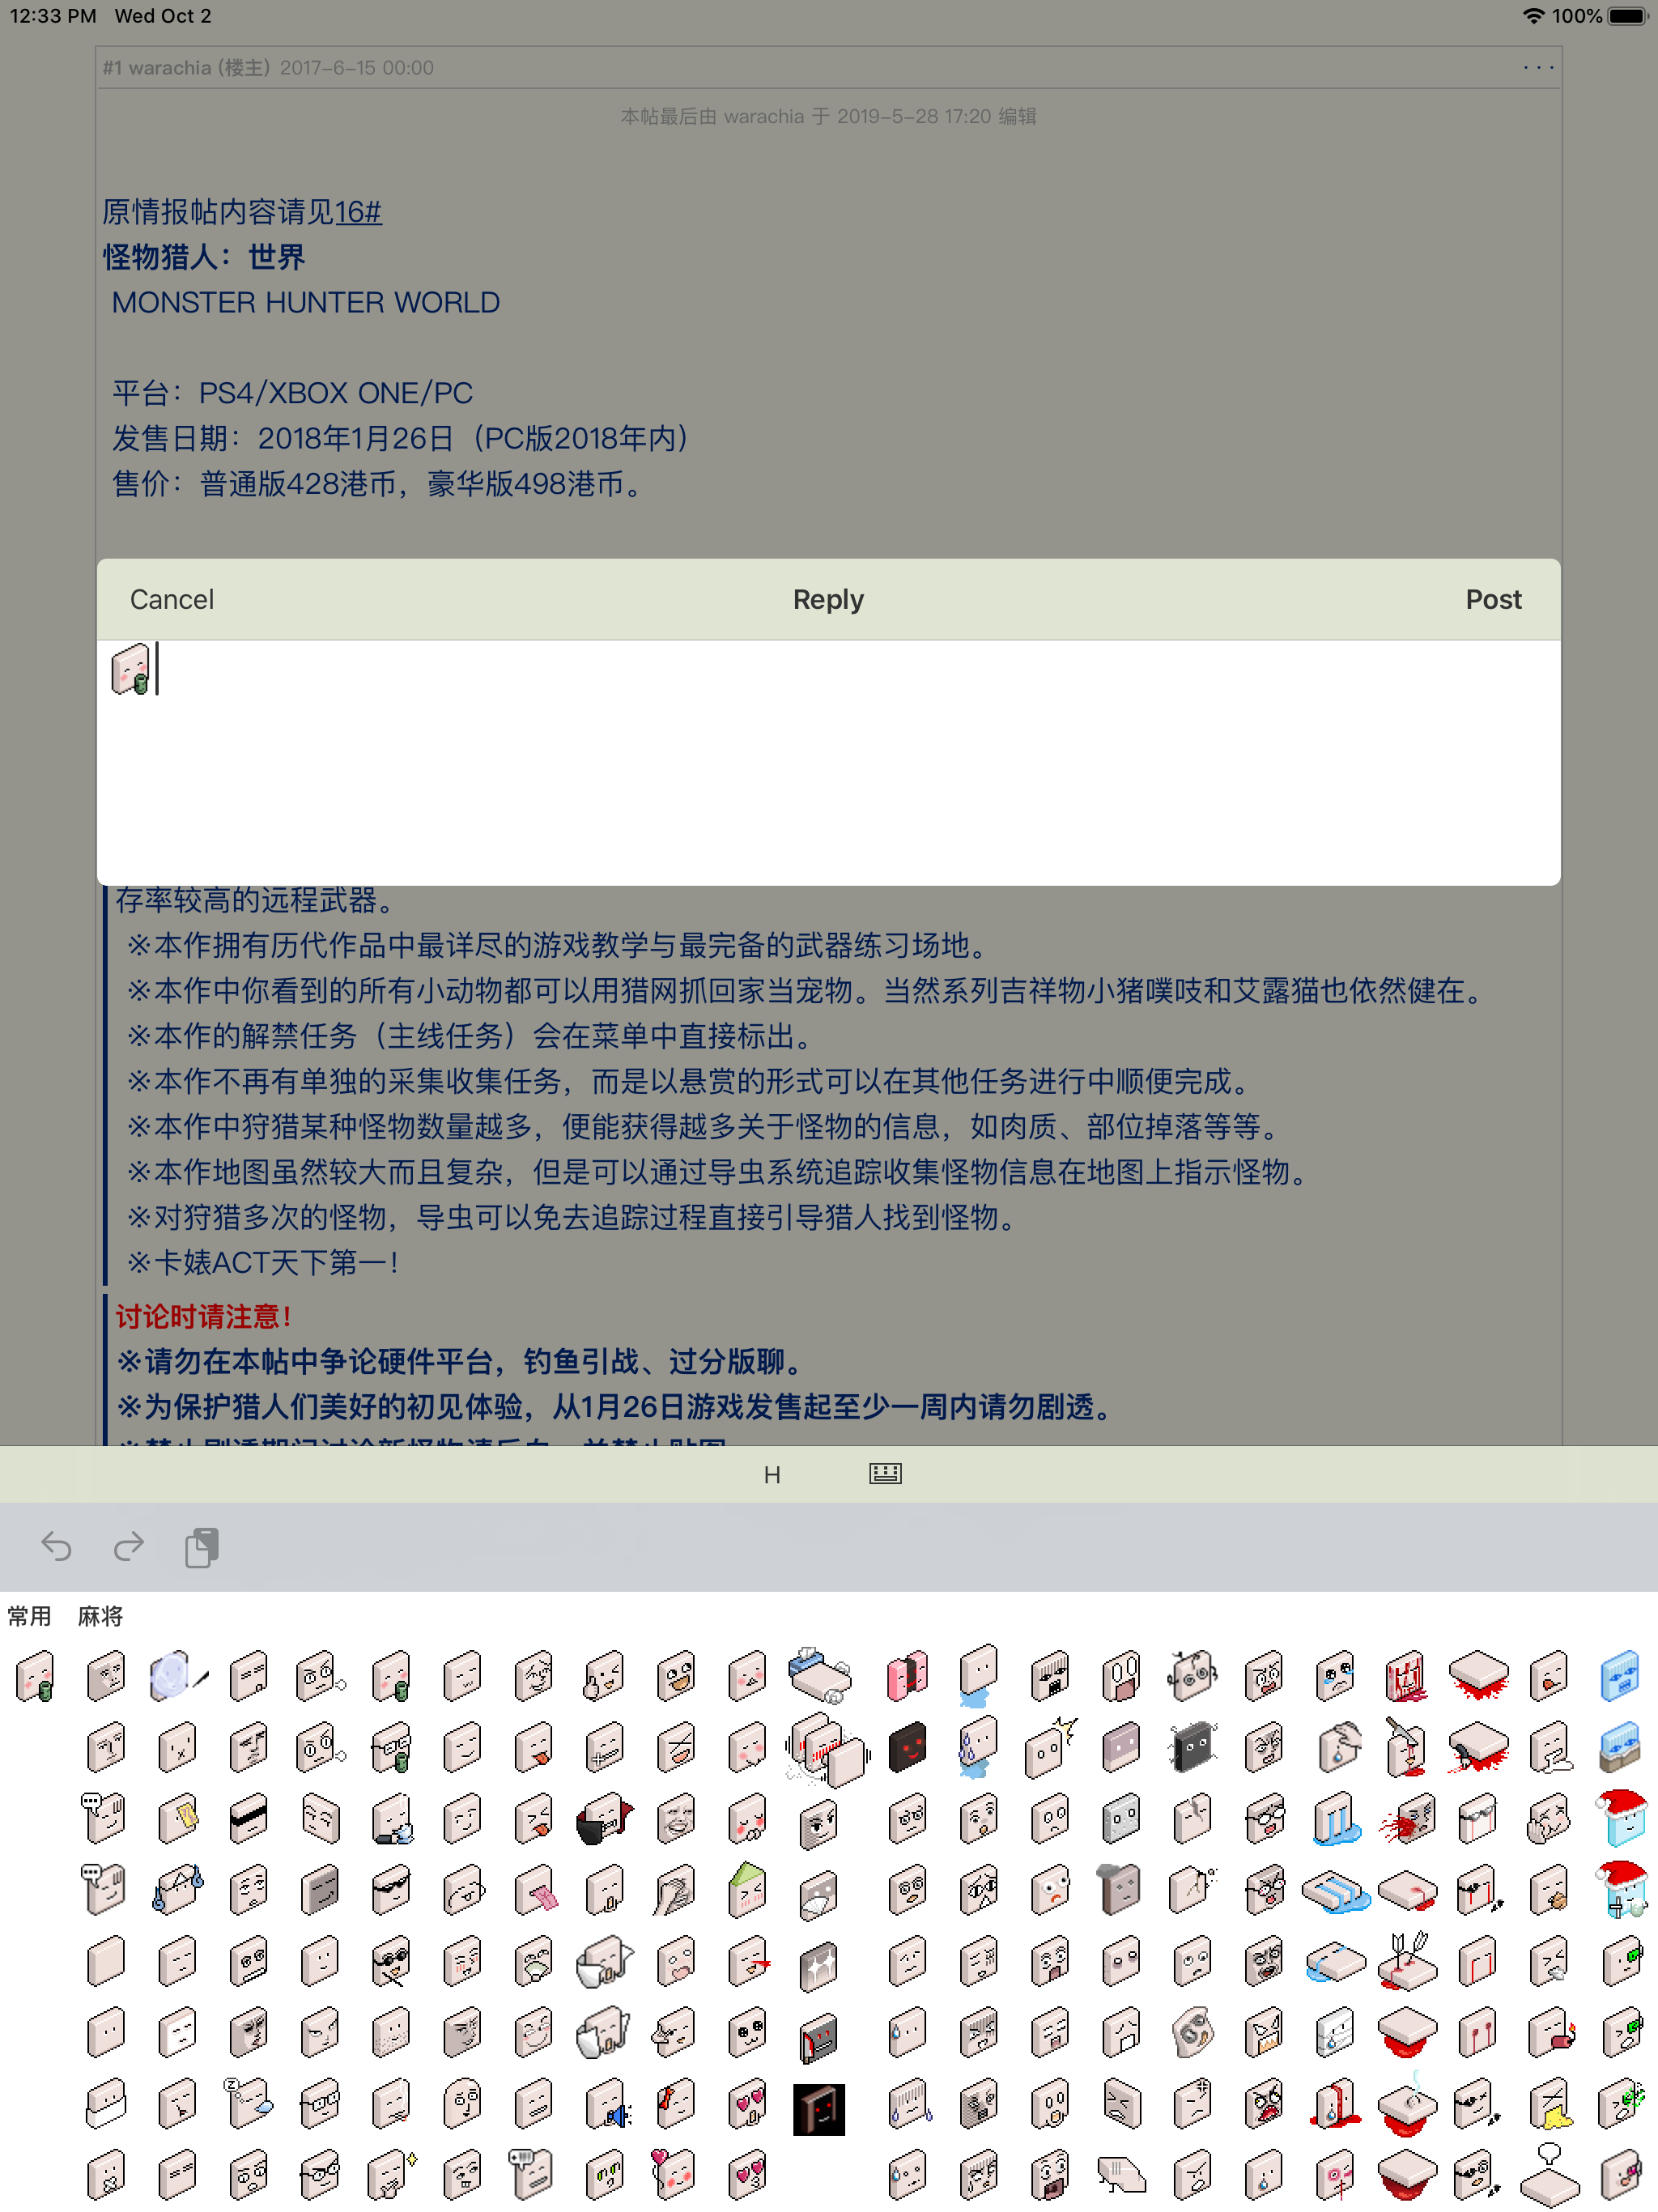 12:33 PM Wed Oct 2 100%
#1 warachia (楼主) 2017-6-15 00:00
本帖最后由 warachia 于 2019-5-28 17:20 编辑
原情报帖内容请见16#
怪物猎人：世界
MONSTER HUNTER WORLD
平台：PS4/XBOX ONE/PC
发售日期：2018年1月26日（PC版2018年内）
售价：普通版428港币，豪华版498港币。
Cancel Reply Post
存率较高的远程武器。
※本作拥有历代作品中最详尽的游戏教学与最完备的武器练习场地。
※本作中你看到的所有小动物都可以用猎网抓回家当宠物。当然系列吉祥物小猪噗吱和艾露猫也依然健在。
※本作的解禁任务（主线任务）会在菜单中直接标出。
※本作不再有单独的采集收集任务，而是以悬赏的形式可以在其他任务进行中顺便完成。
※本作中狩猎某种怪物数量越多，便能获得越多关于怪物的信息，如肉质、部位掉落等等。
※本作地图虽然较大而且复杂，但是可以通过导虫系统追踪收集怪物信息在地图上指示怪物。
※对狩猎多次的怪物，导虫可以免去追踪过程直接引导猎人找到怪物。
※卡婊ACT天下第一！
讨论时请注意！
※请勿在本帖中争论硬件平台，钓鱼引战、过分版聊。
※为保护猎人们美好的初见体验，从1月26日游戏发售起至少一周内请勿剧透。
H
常用 麻将